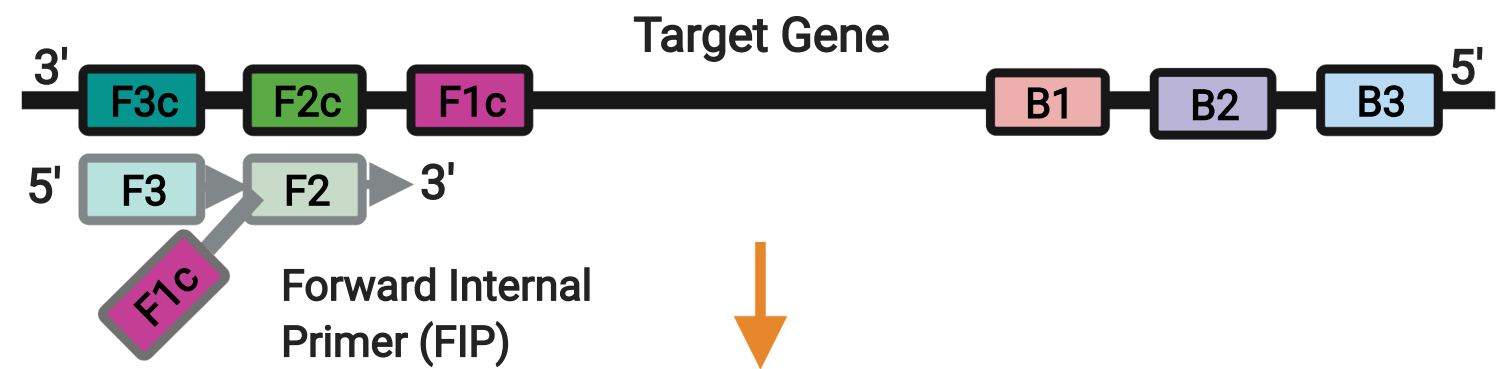 Target Gene
3' F3c F2c F1c B1 B2 B3 5'
5' F3 F2 3'
F1c
Forward Internal
Primer (FIP)